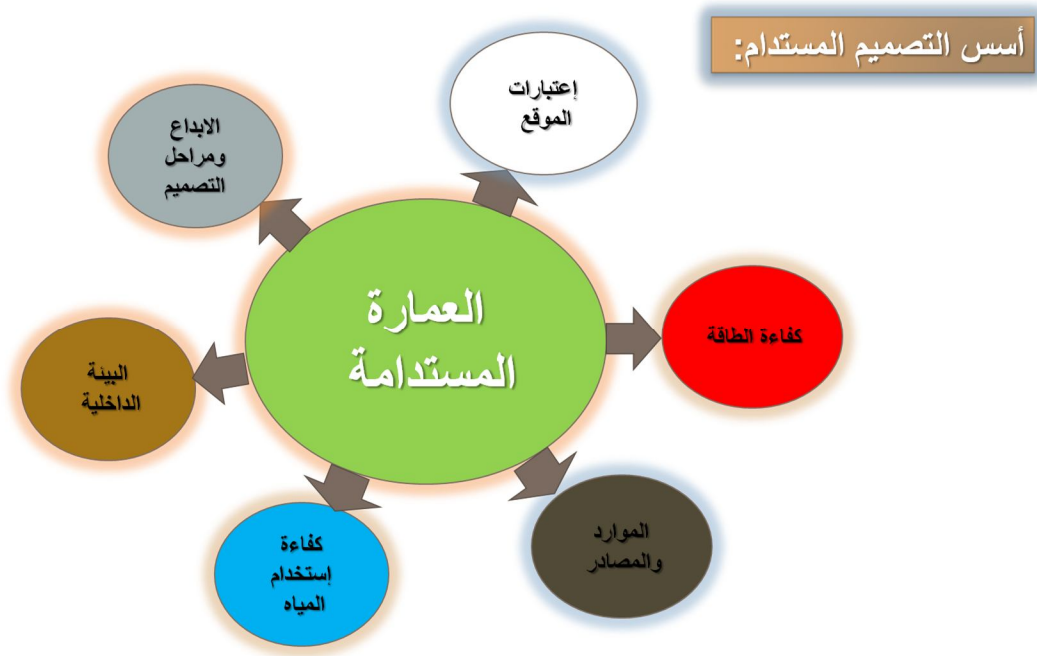 أسس التصميم المستدام:
إعتبارات
الموقع
الابداع
ومراحل
التصميم
العمارة
المستدامة
كفاءة الطاقة
البيئة
الداخلية
الموارد
والمصادر
كفاءة
إستخدام
المياه